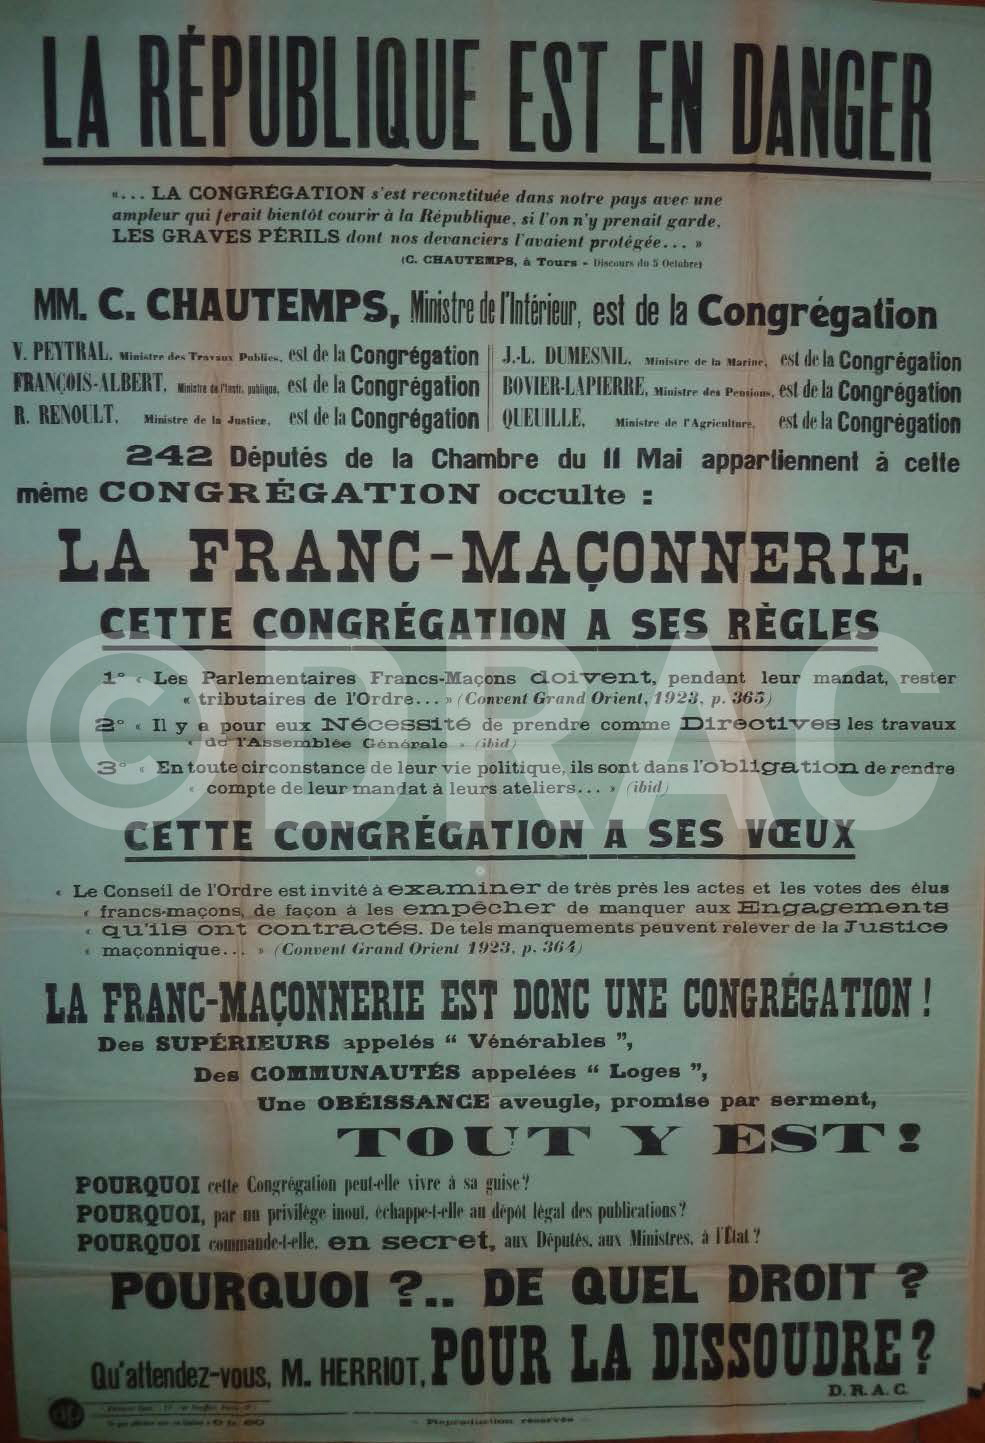 LA RÉPUBLIQUE EST EN DANGER
«... LA CONGRÉGATION s'est reconstituée dans notre pays avec une
ampleur qui ferait bientôt courir à la République, si l'on n'y prenait garde,
LES GRAVES PÉRILS dont nos devanciers l'avaient protégée... »
(C. CHAUTEMPS, à Tours - Discours du 5 Octobre)
MM. C. CHAUTEMPS, Ministre de l'Intérieur, est de la Congrégation
V. PEYTRAL, Ministre des Travaux Publics, est de la Congrégation
FRANÇOIS-ALBERT, Ministre de l'Instr. publique, est de la Congrégation
R. RENOULT, Ministre de la Justice, est de la Congrégation
J.-L. DUMESNIL, Ministre de la Marine, est de la Congrégation
BOVIER-LAPIERRE, Ministre des Pensions, est de la Congrégation
QUEUILLE, Ministre de l'Agriculture, est de la Congrégation
242 Députés de la Chambre du 11 Mai appartiennent à cette
même CONGRÉGATION occulte :
LA FRANC-MAÇONNERIE.
CETTE CONGRÉGATION A SES RÈGLES
1° « Les Parlementaires Francs-Maçons doivent, pendant leur mandat, rester
« tributaires de l'Ordre... » (Convent Grand Orient, 1923, p. 365)
2° « Il y a pour eux Nécessité de prendre comme Directives les travaux
« de l'Assemblée Générale » (ibid)
3° « En toute circonstance de leur vie politique, ils sont dans l'obligation de rendre
« compte de leur mandat à leurs ateliers... » (ibid)
©DRAC
CETTE CONGRÉGATION A SES VŒUX
« Le Conseil de l'Ordre est invité à examiner de très près les actes et les votes des élus
« francs-maçons, de façon à les empêcher de manquer aux Engagements
« qu'ils ont contractés. De tels manquements peuvent relever de la Justice
« maçonnique... » (Convent Grand Orient 1923, p. 364)
LA FRANC-MAÇONNERIE EST DONC UNE CONGRÉGATION !
Des SUPÉRIEURS appelés “ Vénérables ”,
Des COMMUNAUTÉS appelées “ Loges ”,
Une OBÉISSANCE aveugle, promise par serment,
TOUT Y EST !
POURQUOI cette Congrégation peut-elle vivre à sa guise ?
POURQUOI, par un privilège inouï, échappe-t-elle au dépôt légal des publications ?
POURQUOI commande-t-elle, en secret, aux Députés, aux Ministres, à l'État ?
POURQUOI ?.. DE QUEL DROIT ?
Qu'attendez-vous, M. HERRIOT, POUR LA DISSOUDRE ?
D. R. A. C.
- Reproduction réservée -